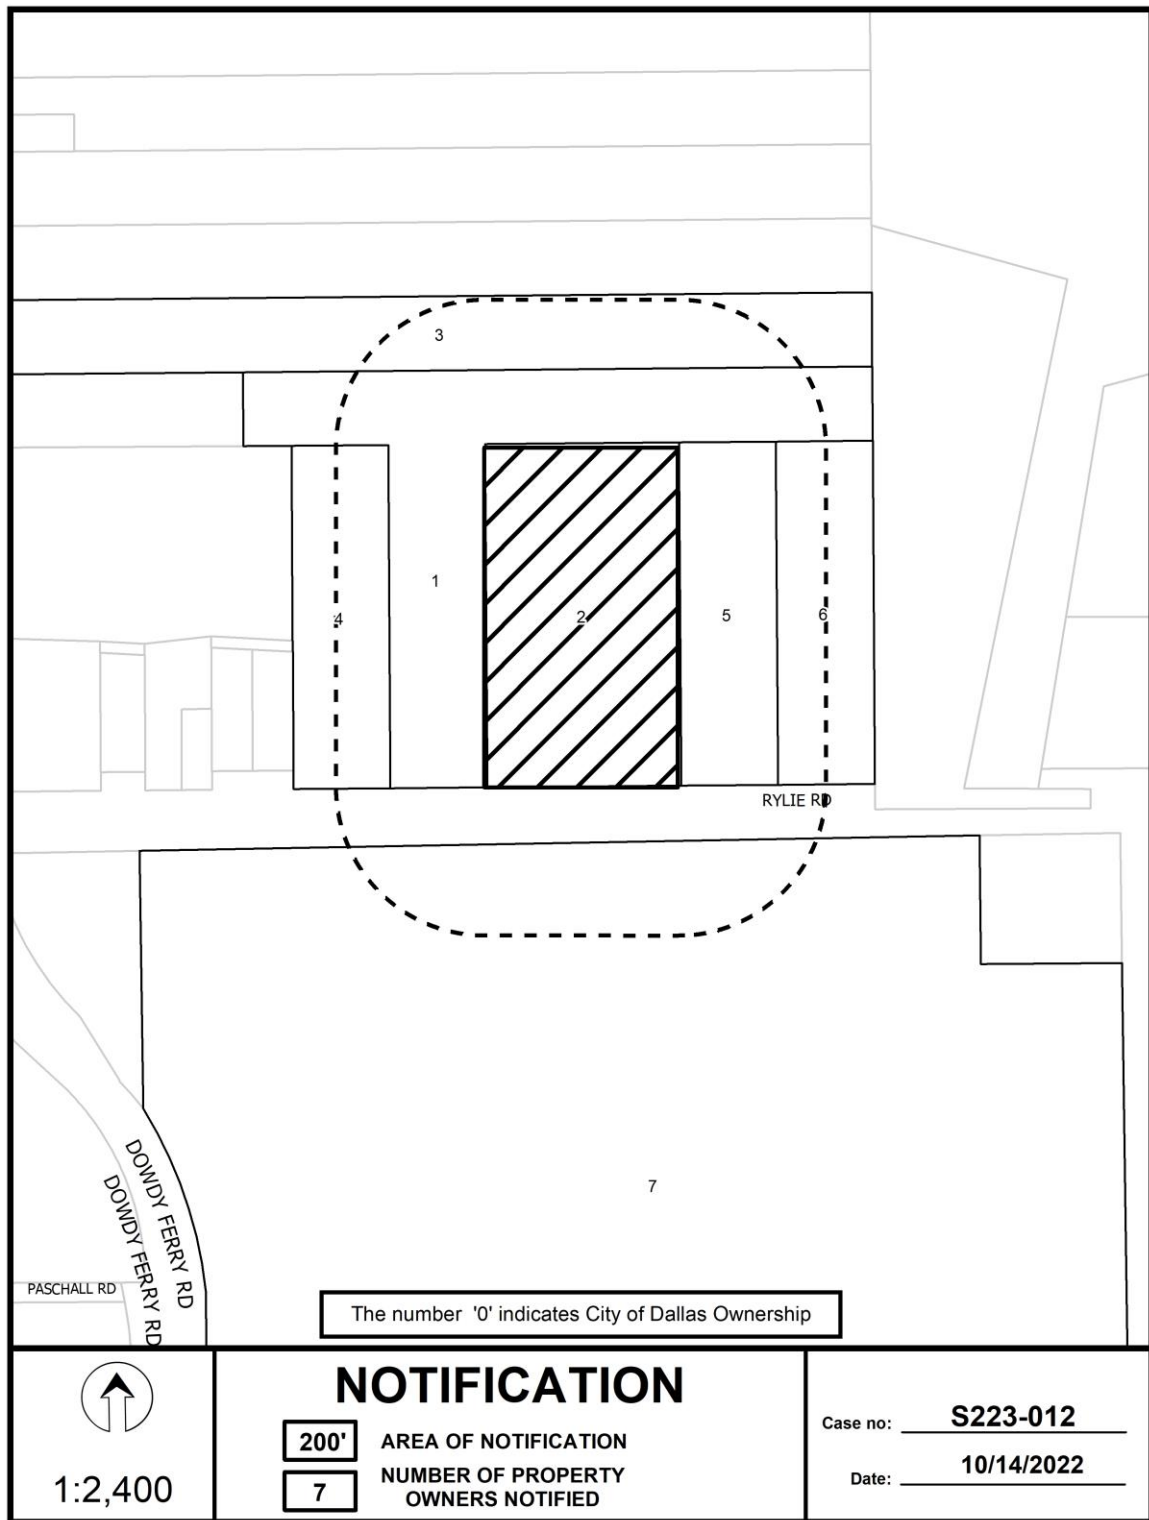 3
1
4
2
5
6
RYLIE RD
DOWDY FERRY RD
DOWDY FERRY RD
7
PASCHALL RD
The number '0' indicates City of Dallas Ownership
1:2,400
NOTIFICATION
200' AREA OF NOTIFICATION
7 NUMBER OF PROPERTY
OWNERS NOTIFIED
Case no: S223-012
Date: 10/14/2022